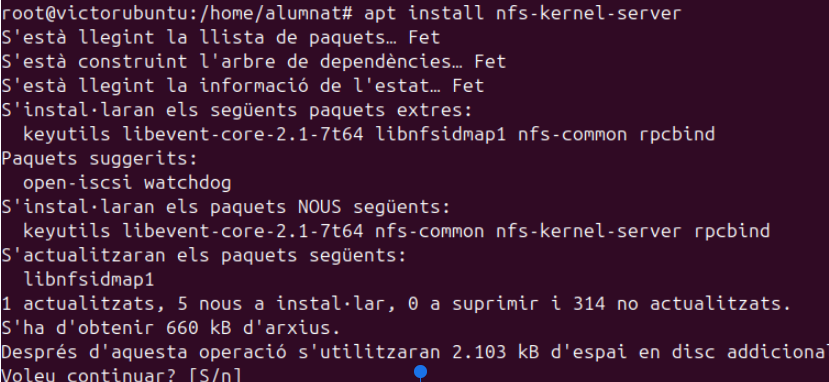 root@victorubuntu:/home/alumnat# apt install nfs-kernel-server
S'està llegint la llista de paquets… Fet
S'està construint l'arbre de dependències… Fet
S'està llegint la informació de l'estat… Fet
S'instal·laran els següents paquets extres:
  keyutils libevent-core-2.1-7t64 libnfsidmap1 nfs-common rpcbind
Paquets suggerits:
  open-iscsi watchdog
S'instal·laran els paquets NOUS següents:
  keyutils libevent-core-2.1-7t64 nfs-common nfs-kernel-server rpcbind
S'actualitzaran els paquets següents:
  libnfsidmap1
1 actualitzats, 5 nous a instal·lar, 0 a suprimir i 314 no actualitzats.
S'ha d'obtenir 660 kB d'arxius.
Després d'aquesta operació s'utilitzaran 2.103 kB d'espai en disc addicional
Voleu continuar? [S/n]